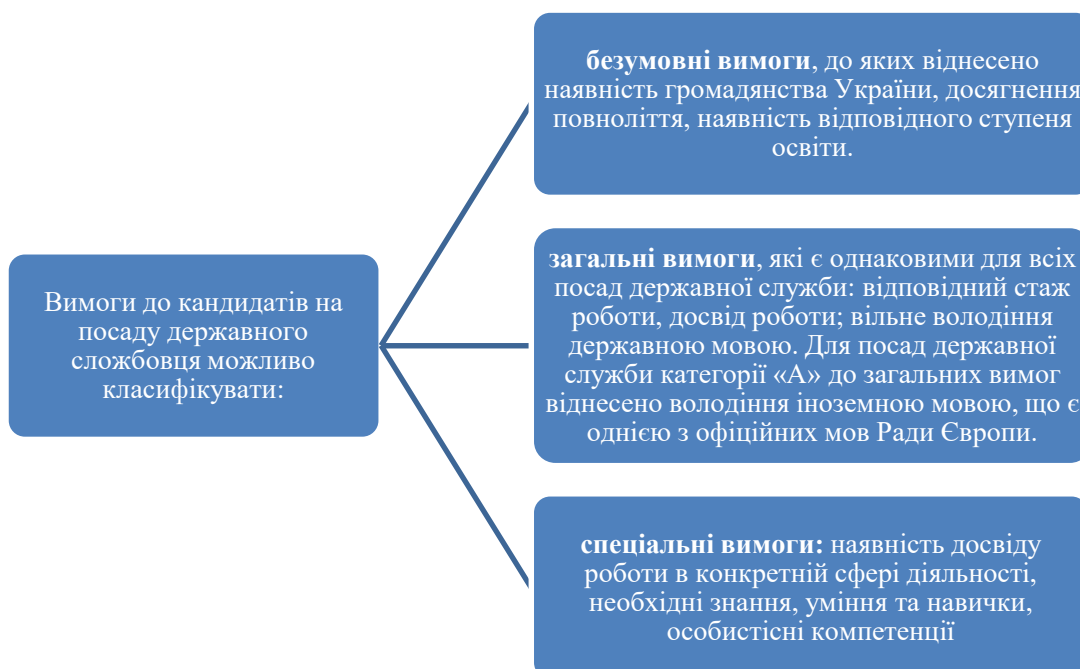 Вимоги до кандидатів на
посаду державного
сложбовця можливо
класифікувати:
безумовні вимоги, до яких віднесено
наявність громадянства України, досягнення
повноліття, наявність відповідного ступеня
освіти.
загальні вимоги, які є однаковими для всіх
посад державної служби: відповідний стаж
роботи, досвід роботи; вільне володіння
державною мовою. Для посад державної
служби категорії «А» до загальних вимог
віднесено володіння іноземною мовою, що є
однією з офіційних мов Ради Європи.
спеціальні вимоги: наявність досвіду
роботи в конкретній сфері діяльності,
необхідні знання, уміння та навички,
особистісні компетенції